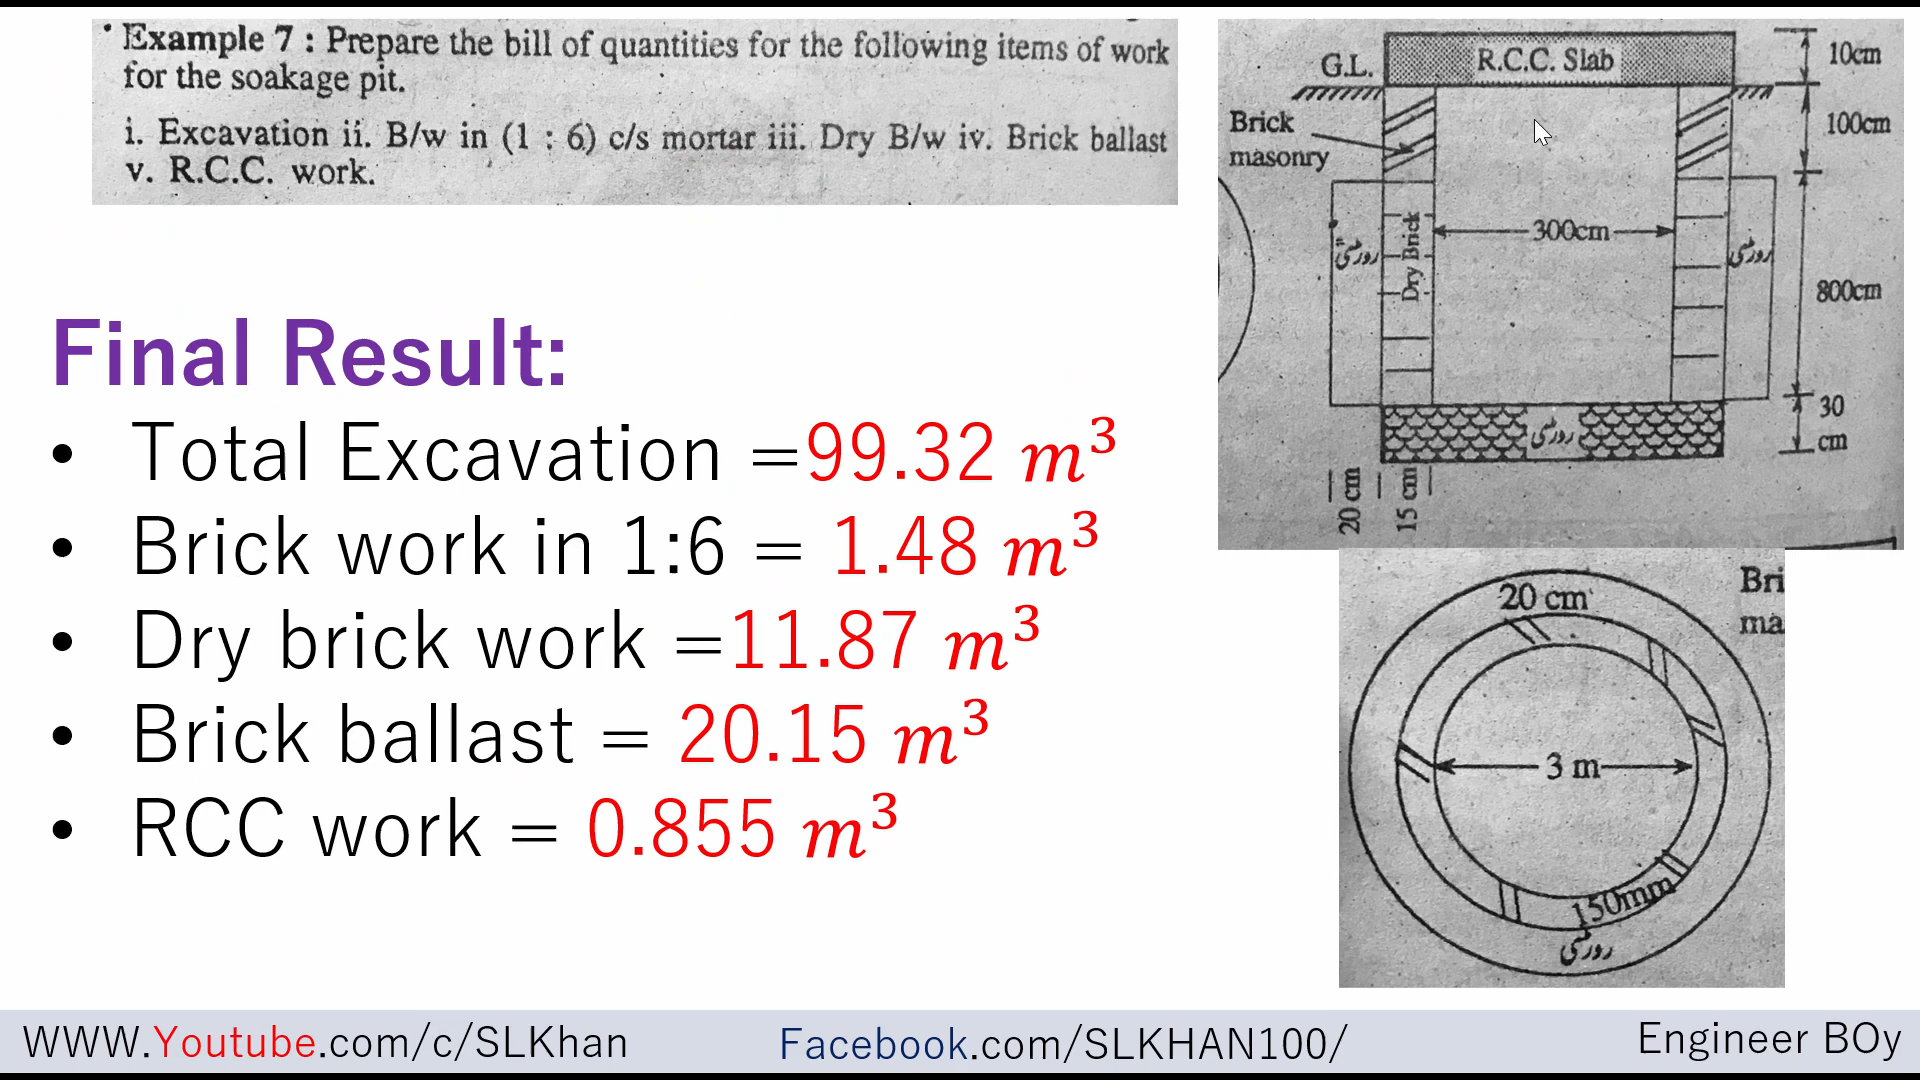 Example 7 : Prepare the bill of quantities for the following items of work
for the soakage pit.
i. Excavation ii. B/w in (1 : 6) c/s mortar iii. Dry B/w iv. Brick ballast
v. R.C.C. work.
Final Result:
• Total Excavation =99.32 m³
• Brick work in 1:6 = 1.48 m³
• Dry brick work =11.87 m³
• Brick ballast = 20.15 m³
• RCC work = 0.855 m³
G.L.
R.C.C. Slab
10cm
Brick
masonry
100cm
300cm
روڑی
Dry Brick
روڑی
800cm
روڑی
30
cm
20 cm
15 cm
20 cm
Bri
ma
3 m
150mm
روڑی
WWW.Youtube.com/c/SLKhan
Facebook.com/SLKHAN100/
Engineer BOy